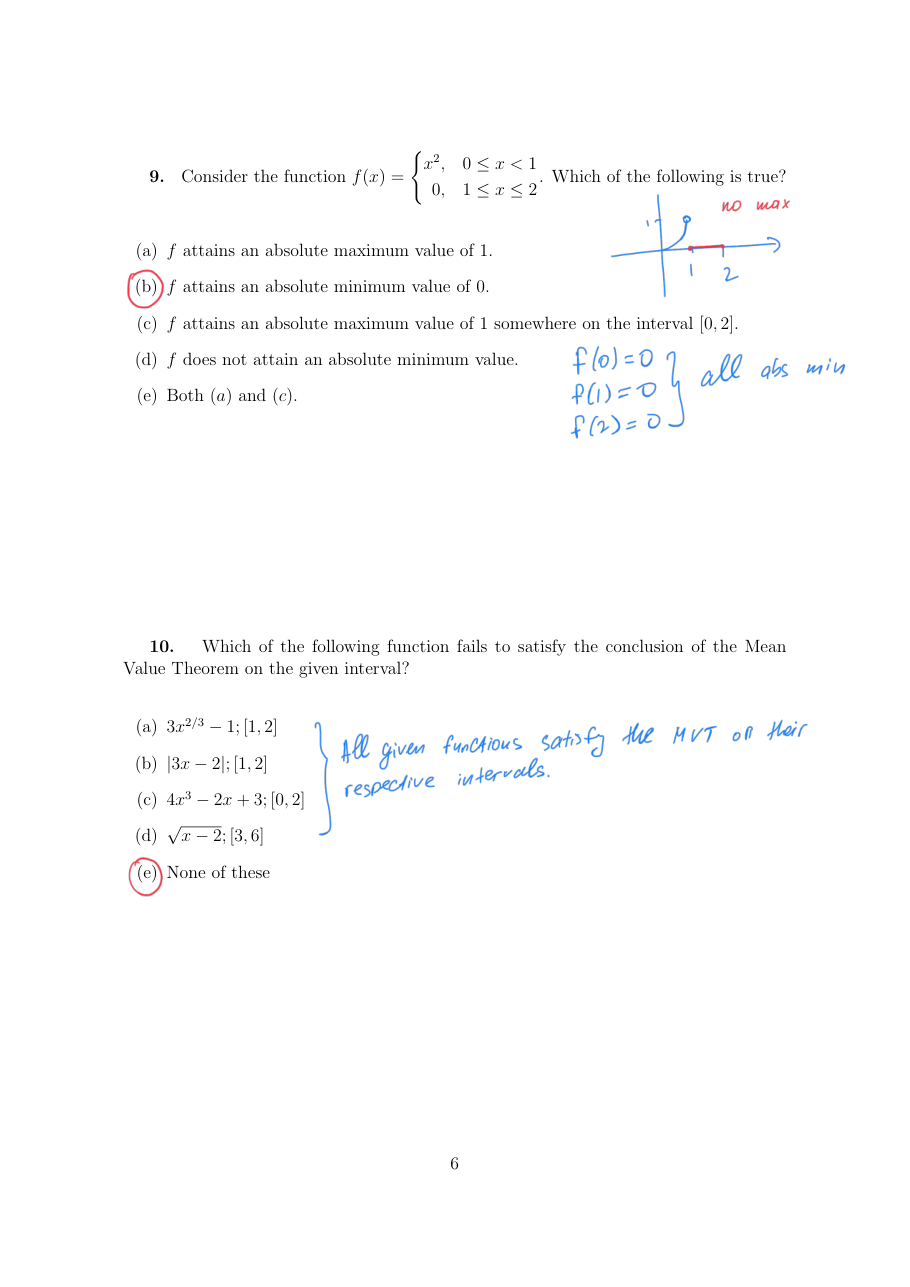 9. Consider the function f(x) = { x², 0 ≤ x < 1
0, 1 ≤ x ≤ 2 . Which of the following is true?
no max
1
1 2
(a) f attains an absolute maximum value of 1.
(b) f attains an absolute minimum value of 0.
(c) f attains an absolute maximum value of 1 somewhere on the interval [0, 2].
(d) f does not attain an absolute minimum value.
(e) Both (a) and (c).
f(0)=0
f(1)=0
f(2)=0
all abs min
10. Which of the following function fails to satisfy the conclusion of the Mean
Value Theorem on the given interval?
(a) 3x^{2/3} − 1; [1, 2]
(b) |3x − 2|; [1, 2]
(c) 4x³ − 2x + 3; [0, 2]
(d) √(x − 2); [3, 6]
(e) None of these
All given functions satisfy the MVT on their
respective intervals.
6